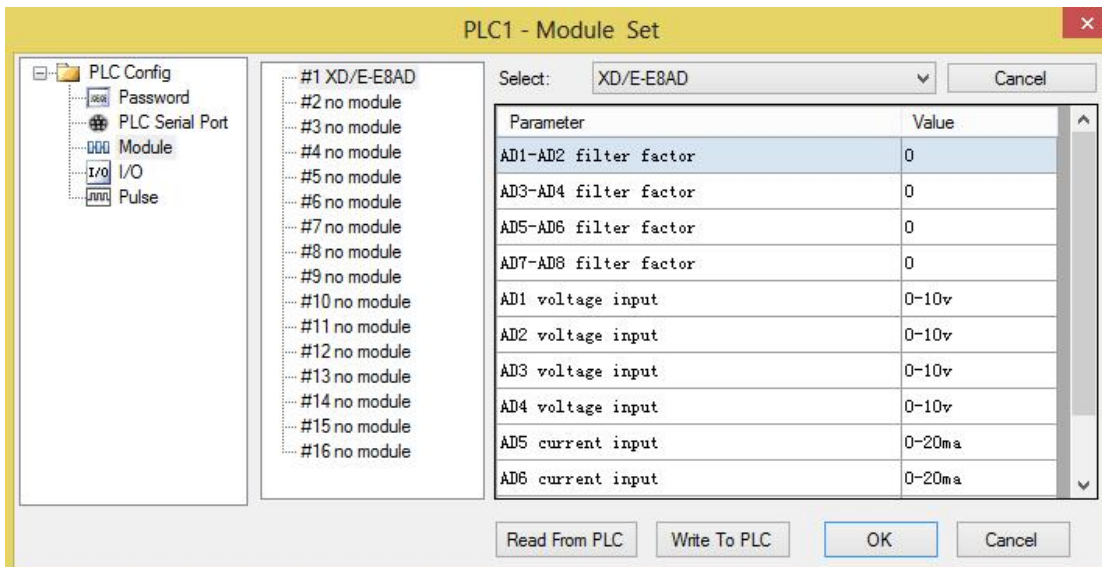 PLC1 - Module  Set
PLC Config
Password
PLC Serial Port
Module
I/O I/O
Pulse
#1 XD/E-E8AD
#2 no module
#3 no module
#4 no module
#5 no module
#6 no module
#7 no module
#8 no module
#9 no module
#10 no module
#11 no module
#12 no module
#13 no module
#14 no module
#15 no module
#16 no module
Select: XD/E-E8AD Cancel
Parameter Value
AD1-AD2 filter factor 0
AD3-AD4 filter factor 0
AD5-AD6 filter factor 0
AD7-AD8 filter factor 0
AD1 voltage input 0-10v
AD2 voltage input 0-10v
AD3 voltage input 0-10v
AD4 voltage input 0-10v
AD5 current input 0-20ma
AD6 current input 0-20ma
Read From PLC Write To PLC OK Cancel